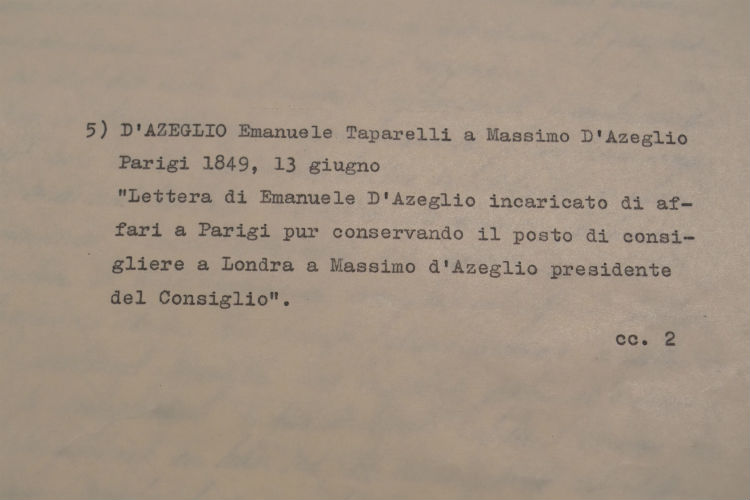 5) D'AZEGLIO Emanuele Taparelli a Massimo D'Azeglio
Parigi 1849, 13 giugno
"Lettera di Emanuele D'Azeglio incaricato di af-
fari a Parigi pur conservando il posto di consi-
gliere a Londra a Massimo d'Azeglio presidente
del Consiglio".
cc. 2